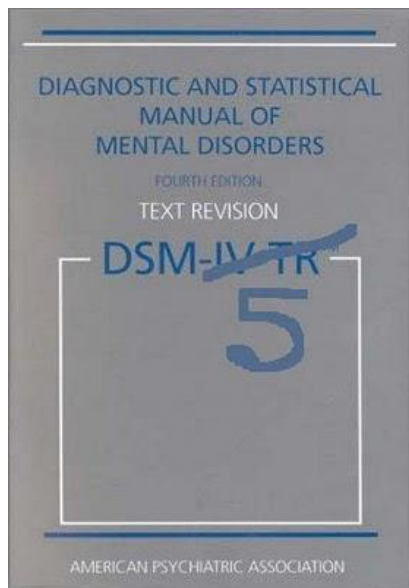 DIAGNOSTIC AND STATISTICAL
MANUAL OF
MENTAL DISORDERS
FOURTH EDITION
TEXT REVISION
DSM-IV-TR
5
AMERICAN PSYCHIATRIC ASSOCIATION